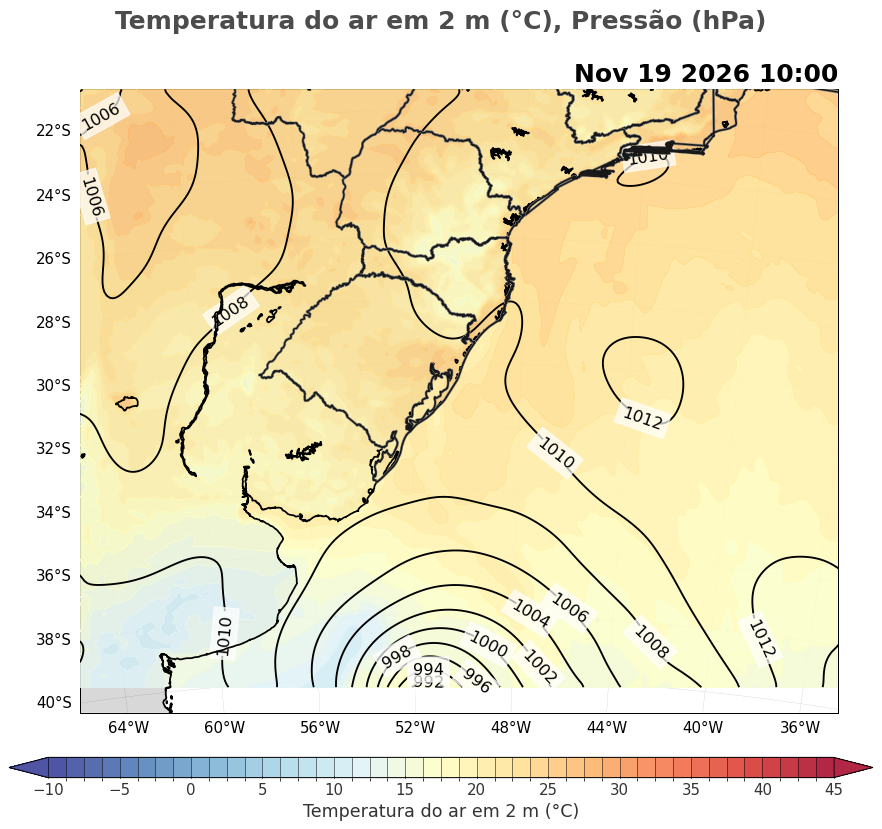 Temperatura do ar em 2 m (°C), Pressão (hPa)
Nov 19 2026 10:00
22°S
24°S
26°S
28°S
30°S
32°S
34°S
36°S
38°S
40°S
1006
1006
1008
1010
1012
1010
1010
1004
1006
1008
1012
998
1000
1002
994
992
996
64°W 60°W 56°W 52°W 48°W 44°W 40°W 36°W
−10 −5 0 5 10 15 20 25 30 35 40 45
Temperatura do ar em 2 m (°C)